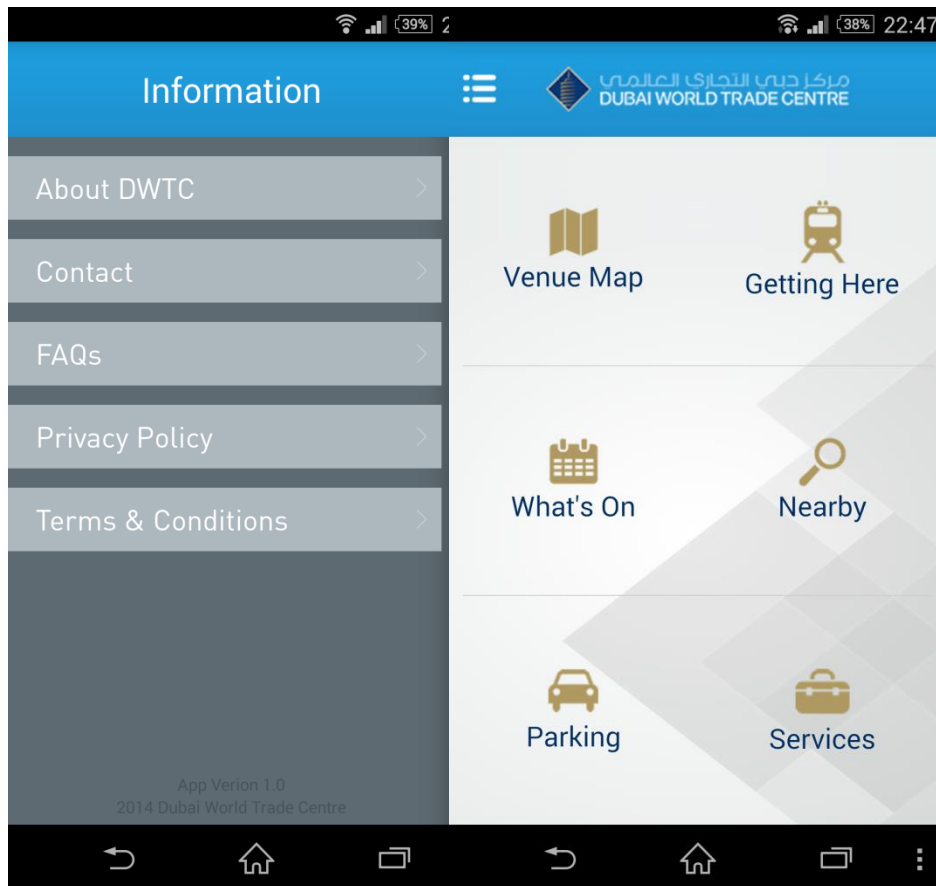 39%
Information
About DWTC
Contact
FAQs
Privacy Policy
Terms & Conditions
App Verion 1.0
2014 Dubai World Trade Centre
38% 22:47
مركز دبي التجاري العالمي
DUBAI WORLD TRADE CENTRE
Venue Map
Getting Here
What's On
Nearby
Parking
Services